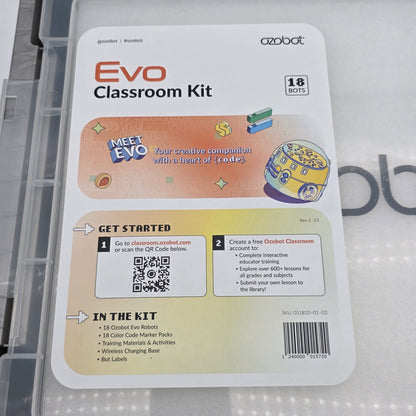 @ozobot | #ozobot
ozobot
Evo
Classroom Kit
18
BOTS
MEET
EVO
Your creative companion
with a heart of {code}
Rev 2-23
GET STARTED
1
Go to classroom.ozobot.com
or scan the QR Code below.
2
Create a free Ozobot Classroom
account to:
• Complete interactive
educator training
• Explore over 600+ lessons for
all grades and subjects
• Submit your own lesson to
the library!
IN THE KIT
• 18 Ozobot Evo Robots
• 18 Color Code Marker Packs
• Training Materials & Activities
• Wireless Charging Base
• Bot Labels
SKU: 051810-01-03
1 240000 015720
ozob